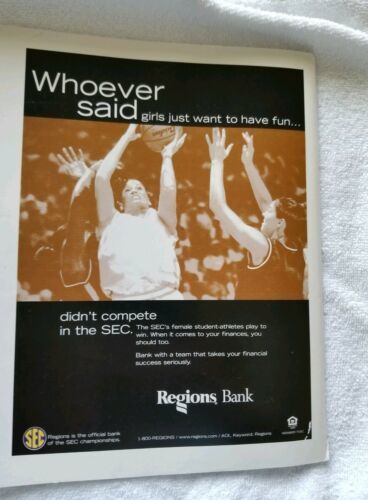 Whoever
said girls just want to have fun...
didn't compete
in the SEC. The SEC's female student-athletes play to
win. When it comes to your finances, you
should too.
Bank with a team that takes your financial
success seriously.
Regions Bank
SEC Regions is the official bank
of the SEC championships.
1-800-REGIONS / www.regions.com / AOL Keyword: Regions